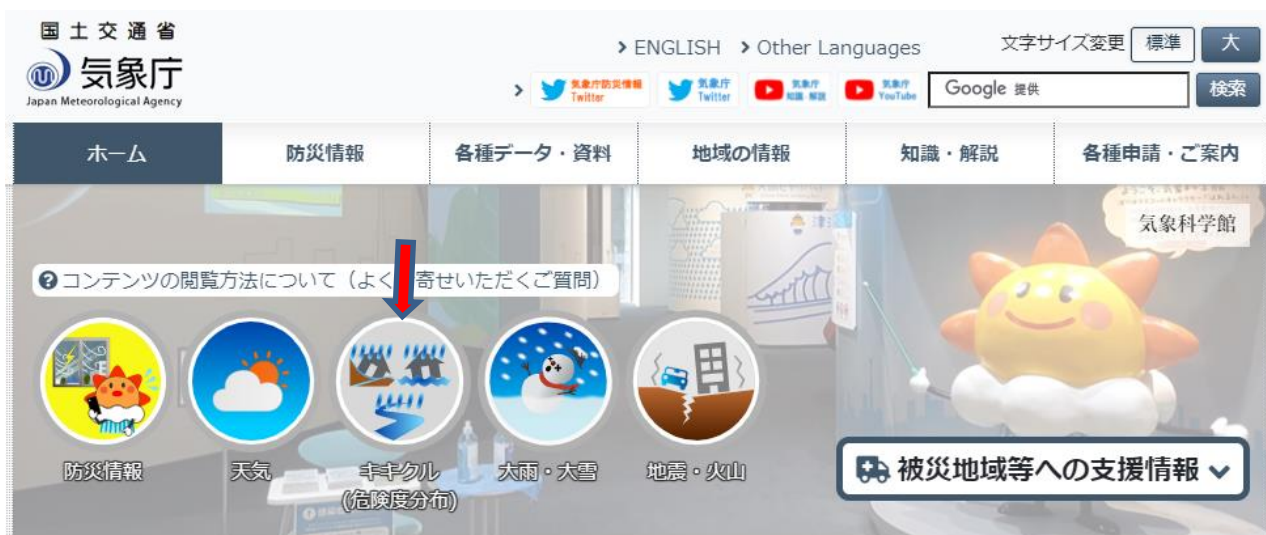 国土交通省
気象庁
Japan Meteorological Agency
ENGLISH Other Languages 文字サイズ変更 標準 大
気象庁防災情報 Twitter 気象庁 Twitter 気象庁 知識・解説 気象庁 YouTube Google 提供 検索
ホーム 防災情報 各種データ・資料 地域の情報 知識・解説 各種申請・ご案内
気象科学館
コンテンツの閲覧方法について（よく 寄せいただくご質問）
防災情報 天気 キキクル 大雨・大雪 地震・火山
(危険度分布)
被災地域等への支援情報